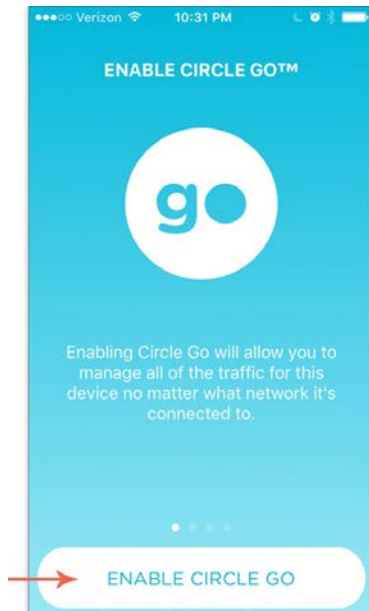 Verizon 10:31 PM
ENABLE CIRCLE GO™
go
Enabling Circle Go will allow you to
manage all of the traffic for this
device no matter what network it's
connected to.
ENABLE CIRCLE GO